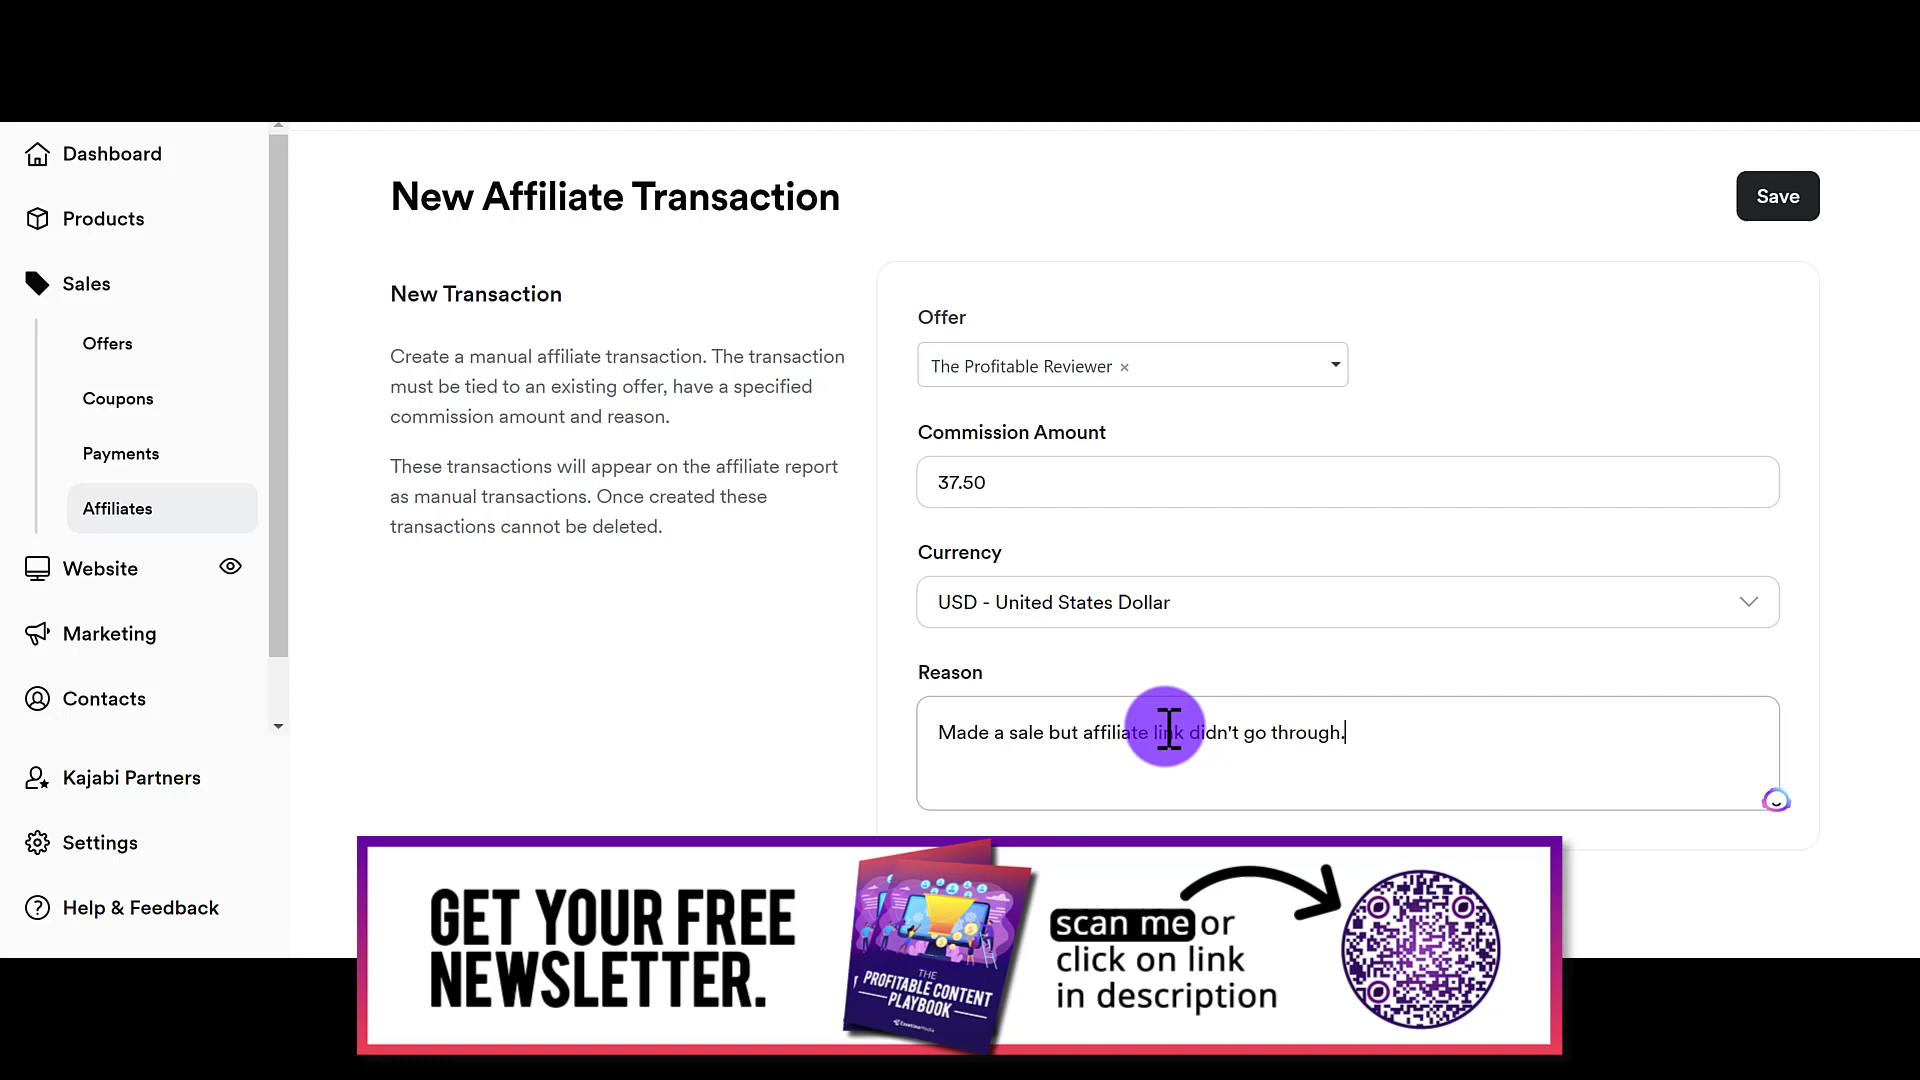 Dashboard
Products
Sales
Offers
Coupons
Payments
Affiliates
Website
Marketing
Contacts
Kajabi Partners
Settings
Help & Feedback
New Affiliate Transaction
Save
New Transaction
Create a manual affiliate transaction. The transaction
must be tied to an existing offer, have a specified
commission amount and reason.
These transactions will appear on the affiliate report
as manual transactions. Once created these
transactions cannot be deleted.
Offer
The Profitable Reviewer ×
Commission Amount
37.50
Currency
USD - United States Dollar
Reason
Made a sale but affiliate link didn't go through.
GET YOUR FREE
NEWSLETTER.
THE
PROFITABLE CONTENT
PLAYBOOK
scan me or
click on link
in description